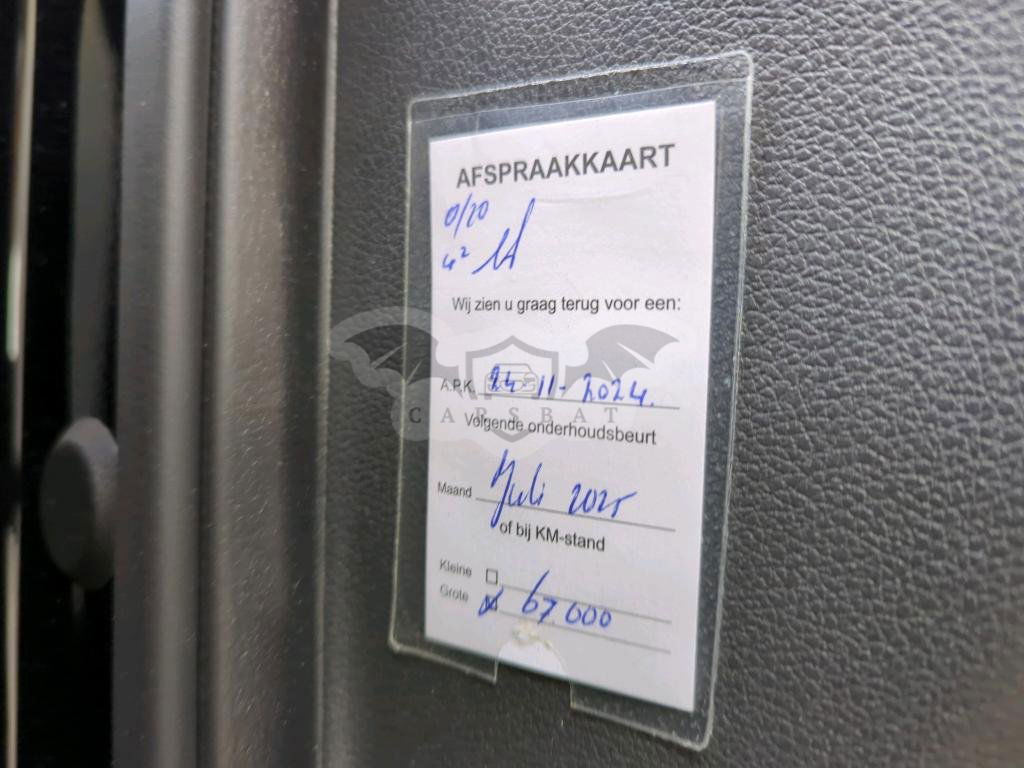 AFSPRAAKKAART
0/20
4²
Wij zien u graag terug voor een:
A.P.K. 24-11-2024.
CARSBAT
Volgende onderhoudsbeurt
Maand Juli 2025
of bij KM-stand
Kleine
Grote 67.000